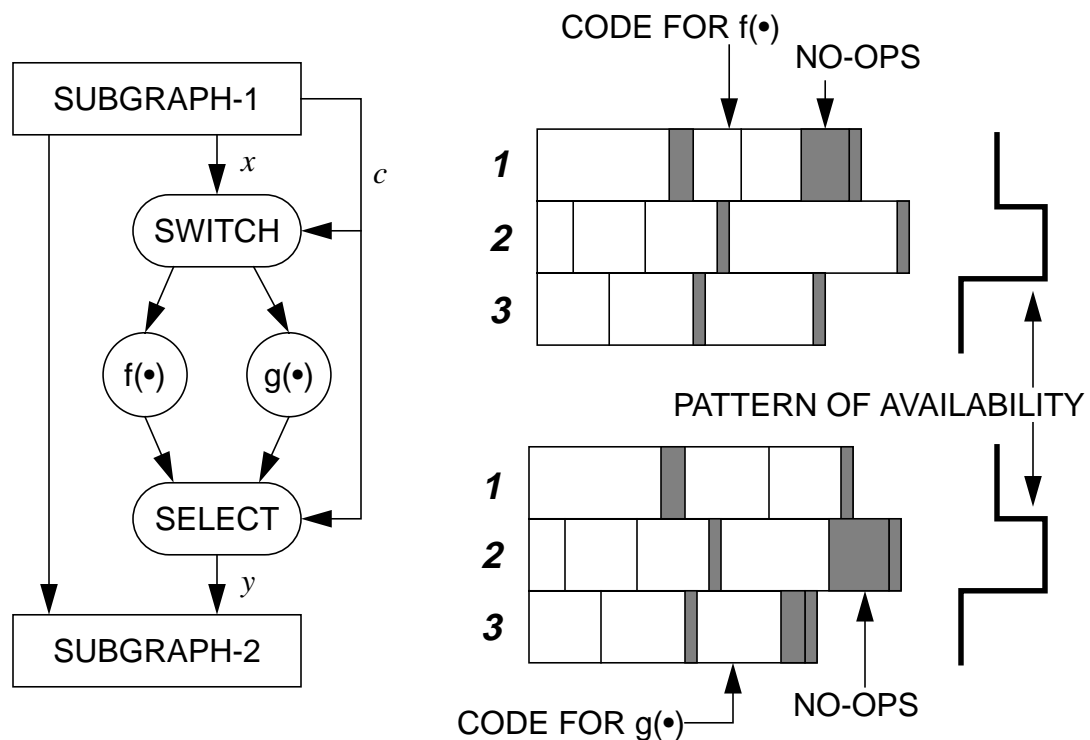 SUBGRAPH-1
x
c
SWITCH
f(•)
g(•)
SELECT
y
SUBGRAPH-2
CODE FOR f(•)
NO-OPS
1
2
3
PATTERN OF AVAILABILITY
1
2
3
NO-OPS
CODE FOR g(•)